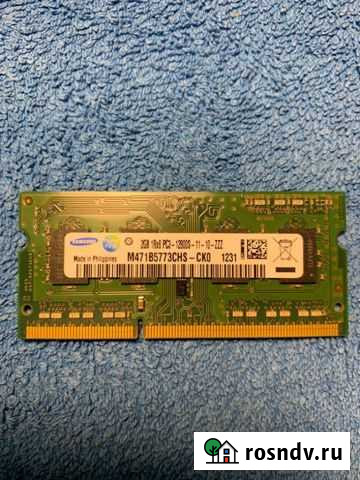 SAMSUNG
2GB 1Rx8 PC3-12800S-11-10-ZZZ
Made in Philippines
M471B5773CHS-CK0 1231
rosndv.ru